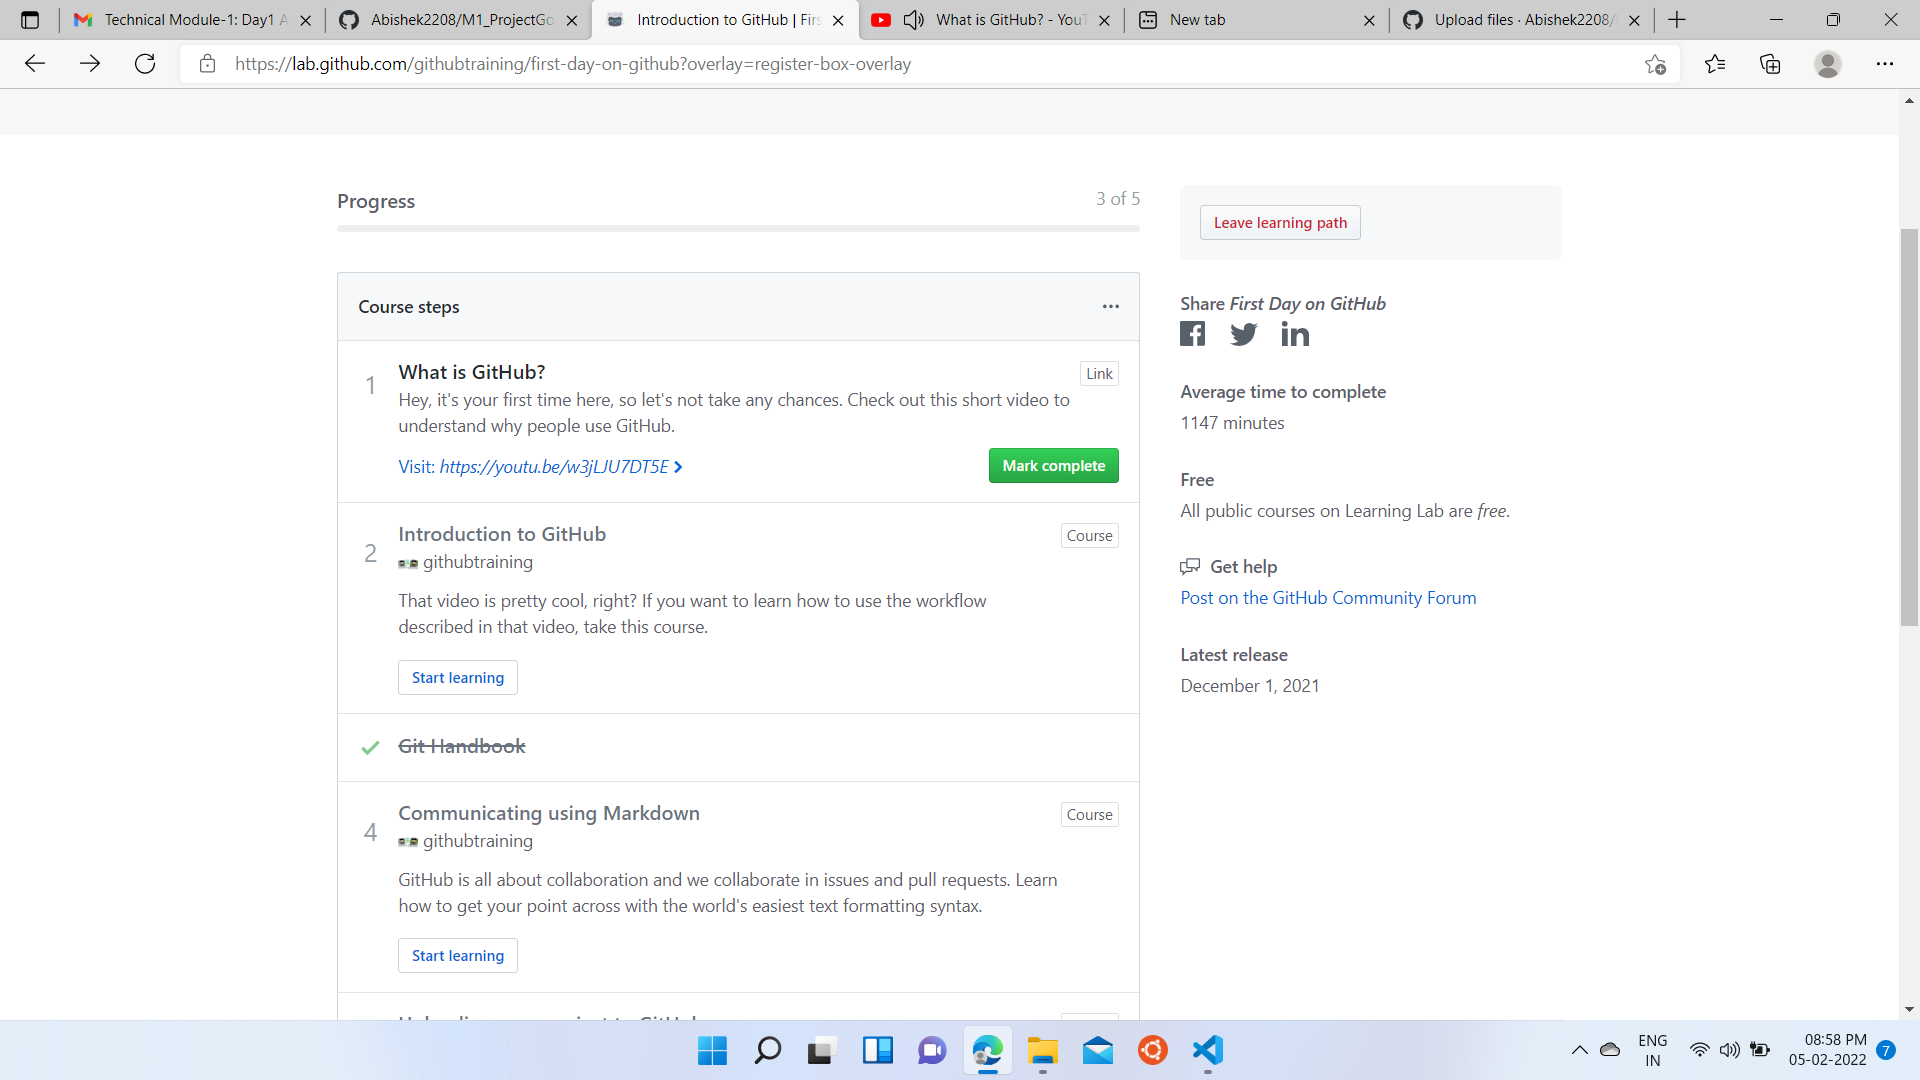 Technical Module-1: Day1 A
Abishek2208/M1_ProjectGo
Introduction to GitHub | Firs
What is GitHub? - YouT
New tab
Upload files · Abishek2208/
https://lab.github.com/githubtraining/first-day-on-github?overlay=register-box-overlay
Progress
3 of 5
Course steps
1
What is GitHub?
Link
Hey, it's your first time here, so let's not take any chances. Check out this short video to
understand why people use GitHub.
Visit: https://youtu.be/w3jLJU7DT5E
Mark complete
2
Introduction to GitHub
Course
githubtraining
That video is pretty cool, right? If you want to learn how to use the workflow
described in that video, take this course.
Start learning
Git Handbook
4
Communicating using Markdown
Course
githubtraining
GitHub is all about collaboration and we collaborate in issues and pull requests. Learn
how to get your point across with the world's easiest text formatting syntax.
Start learning
Leave learning path
Share First Day on GitHub
Average time to complete
1147 minutes
Free
All public courses on Learning Lab are free.
Get help
Post on the GitHub Community Forum
Latest release
December 1, 2021
ENG
IN
08:58 PM
05-02-2022
7